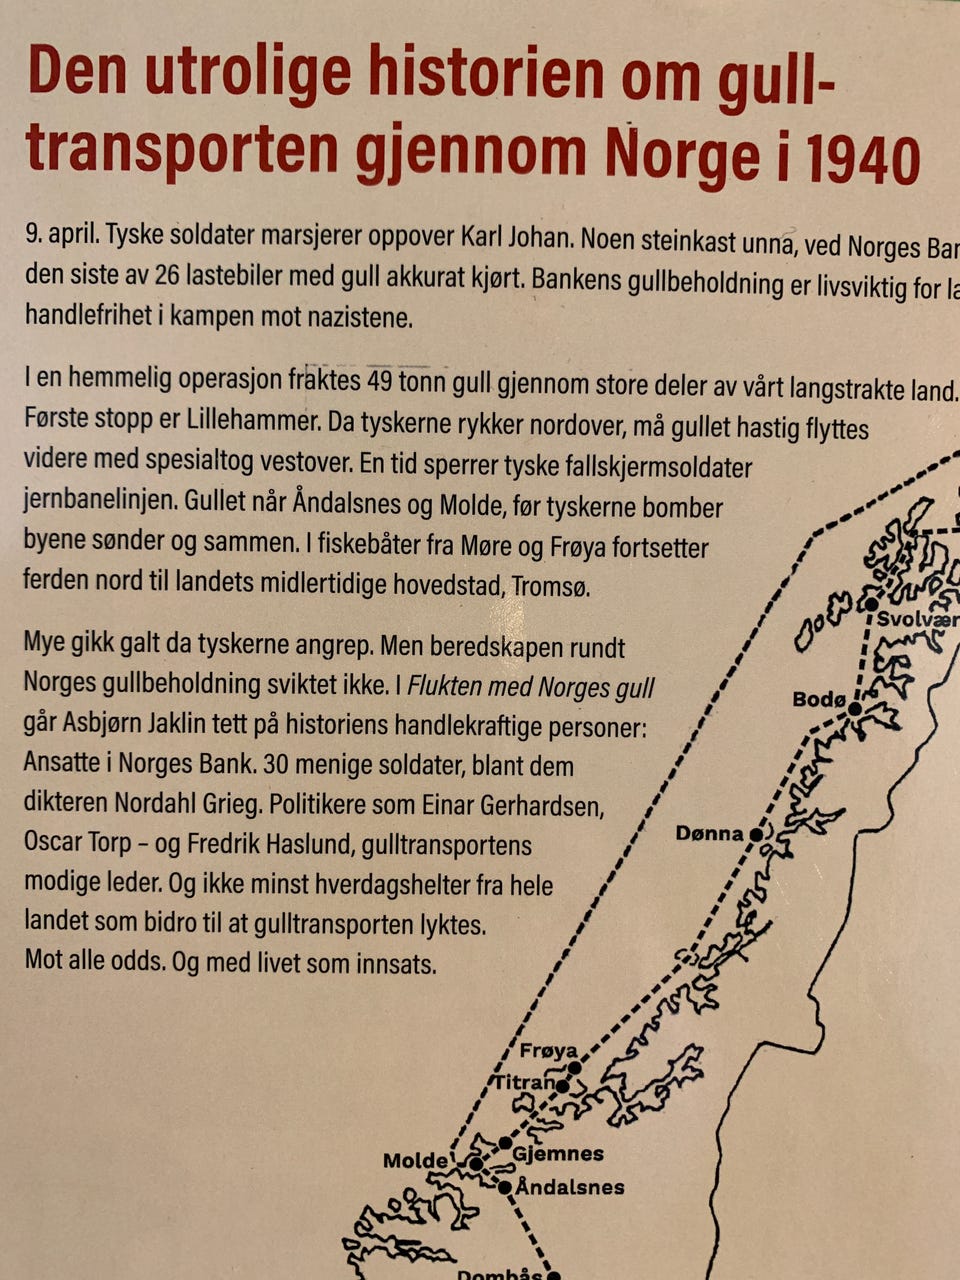 Den utrolige historien om gull-
transporten gjennom Norge i 1940
9. april. Tyske soldater marsjerer oppover Karl Johan. Noen steinkast unna, ved Norges
den siste av 26 lastebiler med gull akkurat kjørt. Bankens gullbeholdning er livsviktig for
handlefrihet i kampen mot nazistene.
I en hemmelig operasjon fraktes 49 tonn gull gjennom store deler av vårt langstrakte land.
Første stopp er Lillehammer. Da tyskerne rykker nordover, må gullet hastig flyttes
videre med spesialtog vestover. En tid sperrer tyske fallskjermsoldater
jernbanelinjen. Gullet når Åndalsnes og Molde, før tyskerne bomber
byene sønder og sammen. I fiskebåter fra Møre og Frøya fortsetter
ferden nord til landets midlertidige hovedstad, Tromsø.
Mye gikk galt da tyskerne angrep. Men beredskapen rundt
Norges gullbeholdning sviktet ikke. I Flukten med Norges gull
går Asbjørn Jaklin tett på historiens handlekraftige personer:
Ansatte i Norges Bank. 30 menige soldater, blant dem
dikteren Nordahl Grieg. Politikere som Einar Gerhardsen,
Oscar Torp – og Fredrik Haslund, gulltransportens
modige leder. Og ikke minst hverdagshelter fra hele
landet som bidro til at gulltransporten lyktes.
Mot alle odds. Og med livet som innsats.
Svolvær
Bodø
Dønna
Frøya
Titran
Gjemnes
Molde
Åndalsnes
Dombås